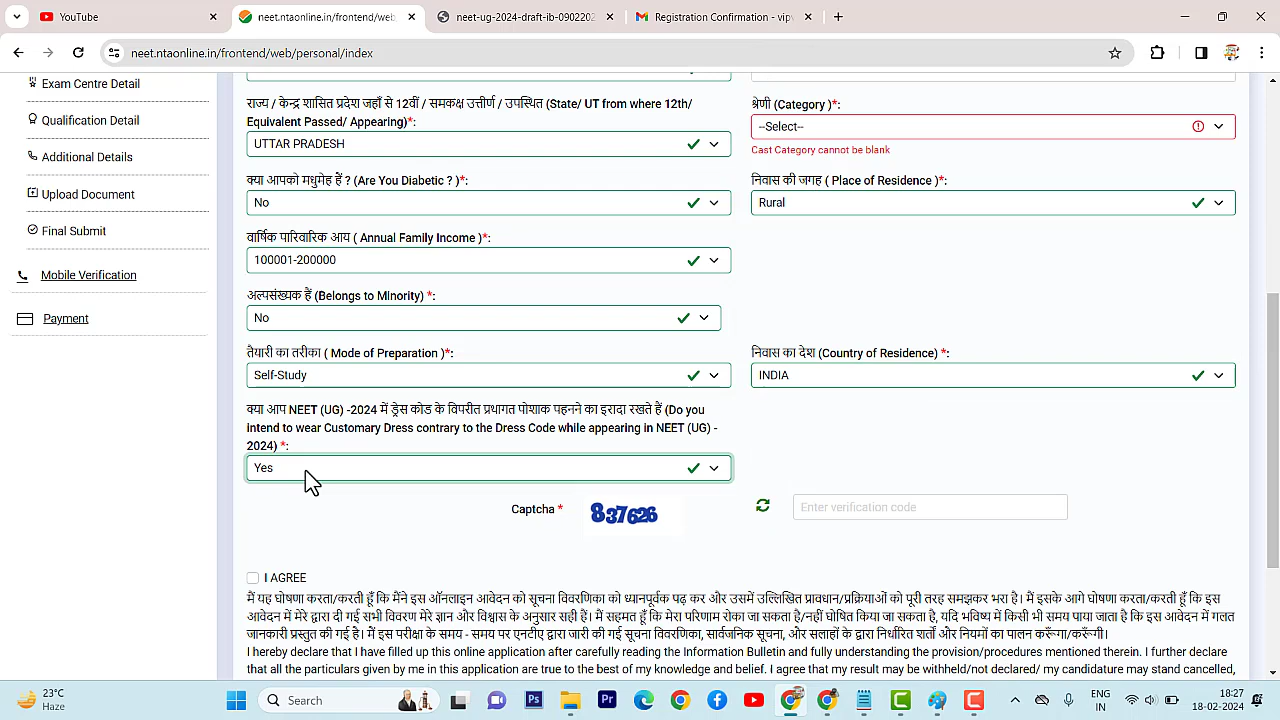 YouTube
neet.ntaonline.in/frontend/web
neet-ug-2024-draft-ib-0902202
Registration Confirmation - vip
neet.ntaonline.in/frontend/web/personal/index
Exam Centre Detail
Qualification Detail
Additional Details
Upload Document
Final Submit
Mobile Verification
Payment
राज्य / केन्द्र शासित प्रदेश जहाँ से 12वीं / समकक्ष उत्तीर्ण / उपस्थित (State/ UT from where 12th/
Equivalent Passed/ Appearing)*:
UTTAR PRADESH
श्रेणी (Category )*:
--Select--
Cast Category cannot be blank
क्या आपको मधुमेह हैं ? (Are You Diabetic ? )*:
No
निवास की जगह ( Place of Residence )*:
Rural
वार्षिक पारिवारिक आय ( Annual Family Income )*:
100001-200000
अल्पसंख्यक हैं (Belongs to Minority) *:
No
तैयारी का तरीका ( Mode of Preparation )*:
Self-Study
निवास का देश (Country of Residence) *:
INDIA
क्या आप NEET (UG) -2024 में ड्रेस कोड के विपरीत प्रथागत पोशाक पहनने का इरादा रखते हैं (Do you
intend to wear Customary Dress contrary to the Dress Code while appearing in NEET (UG) -
2024) *:
Yes
Captcha * 837626 Enter verification code
I AGREE
मैं यह घोषणा करता/करती हूँ कि मैंने इस ऑनलाइन आवेदन को सूचना विवरणिका को ध्यानपूर्वक पढ़ कर और उसमें उल्लिखित प्रावधान/प्रक्रियाओं को पूरी तरह समझकर भरा है। मैं इसके आगे घोषणा करता/करती हूँ कि इस
आवेदन में मेरे द्वारा दी गई सभी विवरण मेरे ज्ञान और विश्वास के अनुसार सही हैं। मैं सहमत हूँ कि मेरा परिणाम रोका जा सकता है/नहीं घोषित किया जा सकता है, यदि भविष्य में किसी भी समय पाया जाता है कि इस आवेदन में गलत
जानकारी प्रस्तुत की गई है। मैं इस परीक्षा के समय - समय पर एनटीए द्वारा जारी की गई सूचना विवरणिका, सार्वजनिक सूचना, और सलाहों के द्वारा निर्धारित शर्तों और नियमों का पालन करूँगा/करूँगी।
I hereby declare that I have filled up this online application after carefully reading the Information Bulletin and fully understanding the provision/procedures mentioned therein. I further declare
that all the particulars given by me in this application are true to the best of my knowledge and belief. I agree that my result may be withheld/not declared/ my candidature may stand cancelled,
23°C
Haze
Search
Ps
Pr
ENG
IN
18:27
18-02-2024